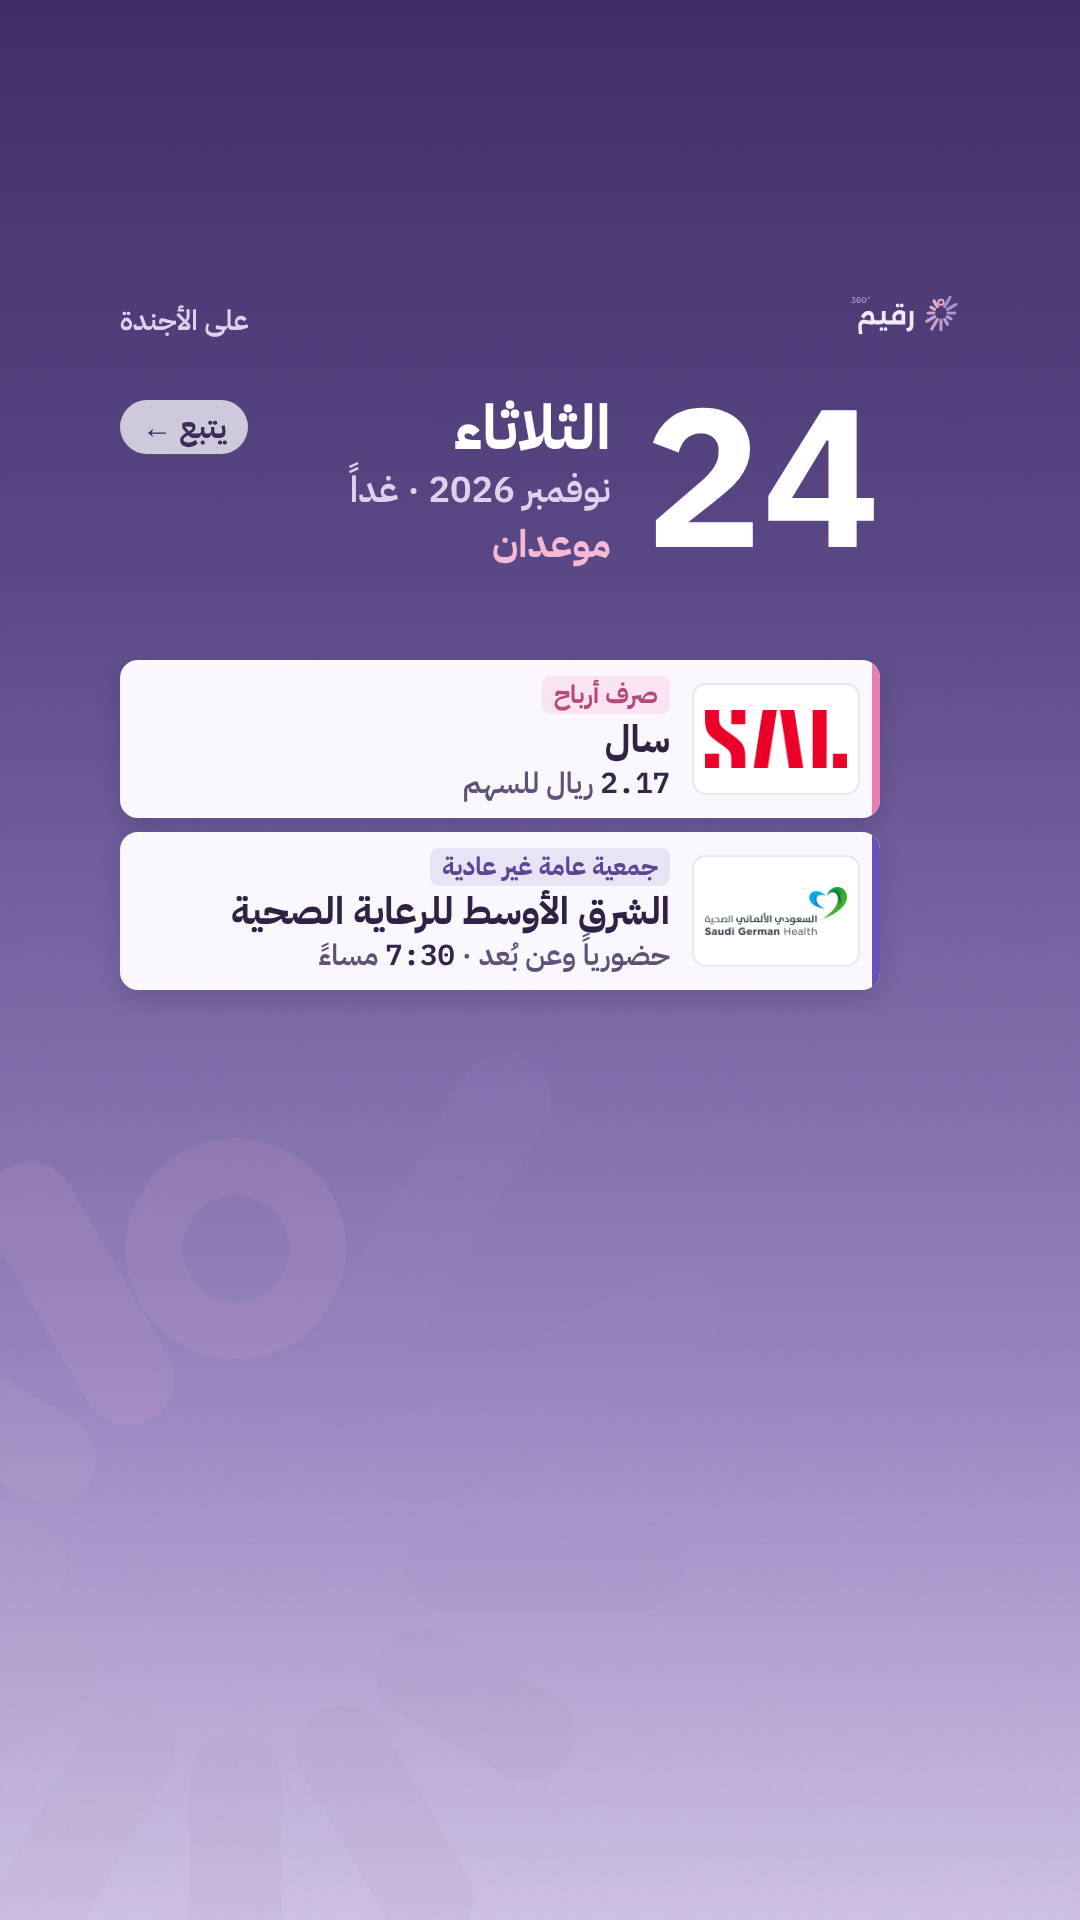 رقيم 360°
على الأجندة
24
الثلاثاء
نوفمبر 2026 · غداً
موعدان
يتبع ←
SAL
صرف أرباح
سال
2.17 ريال للسهم
السعودي الألماني الصحية
Saudi German Health
جمعية عامة غير عادية
الشرق الأوسط للرعاية الصحية
حضورياً وعن بُعد · 7:30 مساءً